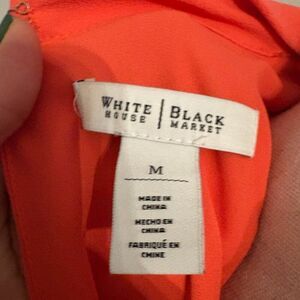 WHITE | BLACK
HOUSE | MARKET
M
MADE IN
CHINA
HECHO EN
CHINA
FABRIQUÉ EN
CHINE